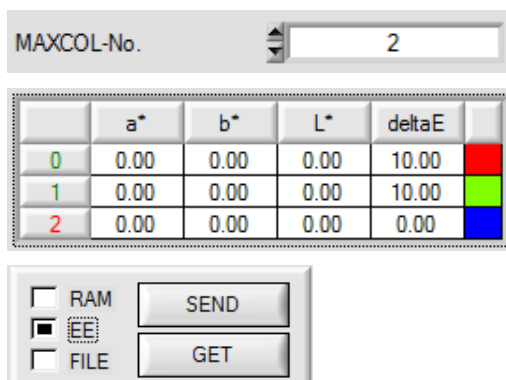 MAXCOL-No. 2
a* b* L* deltaE
0 0.00 0.00 0.00 10.00
1 0.00 0.00 0.00 10.00
2 0.00 0.00 0.00 0.00
RAM SEND
EE
FILE GET